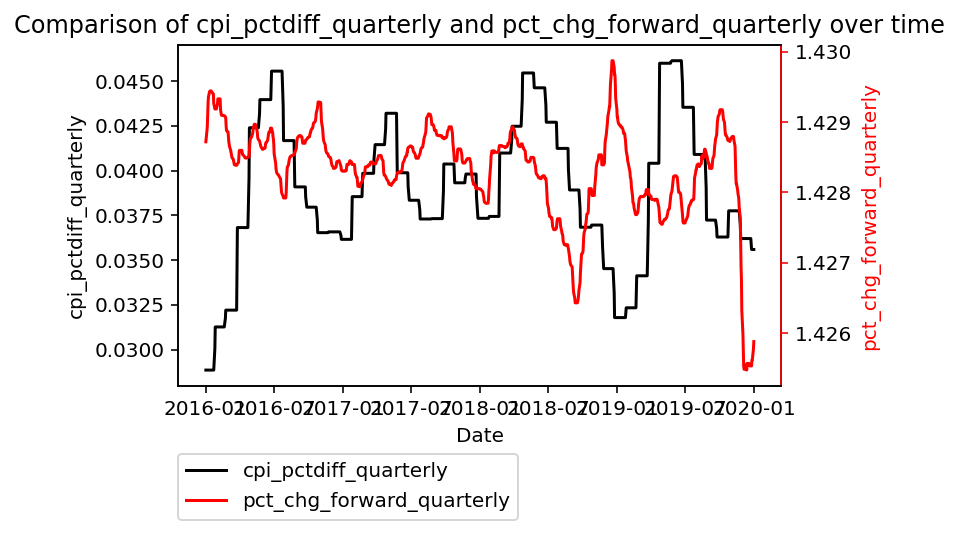 Comparison of cpi_pctdiff_quarterly and pct_chg_forward_quarterly over time
cpi_pctdiff_quarterly
0.0450
0.0425
0.0400
0.0375
0.0350
0.0325
0.0300
1.430
1.429
1.428
1.427
1.426
pct_chg_forward_quarterly
2016-01 2016-07 2017-01 2017-07 2018-01 2018-07 2019-01 2019-07 2020-01
Date
cpi_pctdiff_quarterly
pct_chg_forward_quarterly